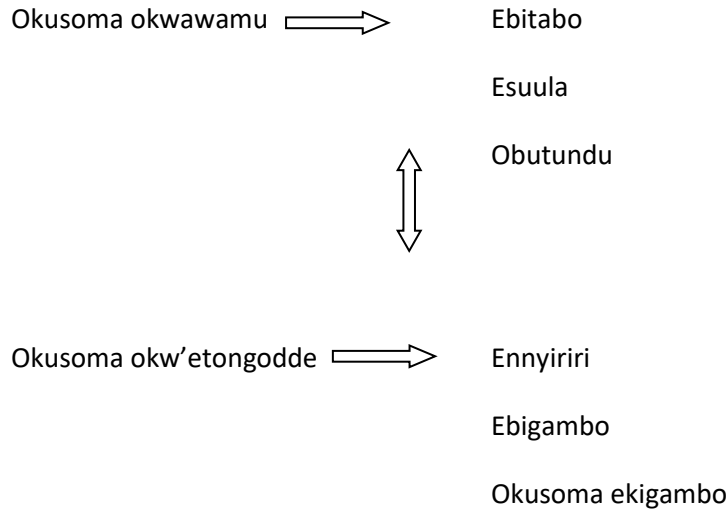 Okusoma okwawamu Ebitabo
Esuula
Obutundu
Okusoma okw’etongodde Ennyiriri
Ebigambo
Okusoma ekigambo